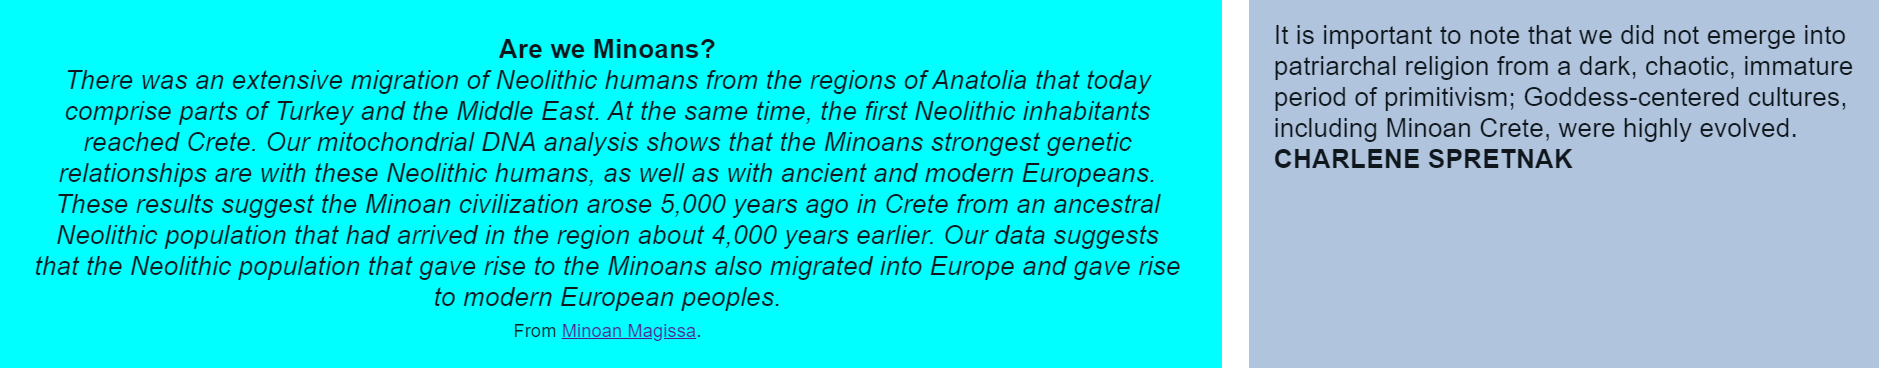 Are we Minoans?
There was an extensive migration of Neolithic humans from the regions of Anatolia that today
comprise parts of Turkey and the Middle East. At the same time, the first Neolithic inhabitants
reached Crete. Our mitochondrial DNA analysis shows that the Minoans strongest genetic
relationships are with these Neolithic humans, as well as with ancient and modern Europeans.
These results suggest the Minoan civilization arose 5,000 years ago in Crete from an ancestral
Neolithic population that had arrived in the region about 4,000 years earlier. Our data suggests
that the Neolithic population that gave rise to the Minoans also migrated into Europe and gave rise
to modern European peoples.
From Minoan Magissa.
It is important to note that we did not emerge into
patriarchal religion from a dark, chaotic, immature
period of primitivism; Goddess-centered cultures,
including Minoan Crete, were highly evolved.
CHARLENE SPRETNAK